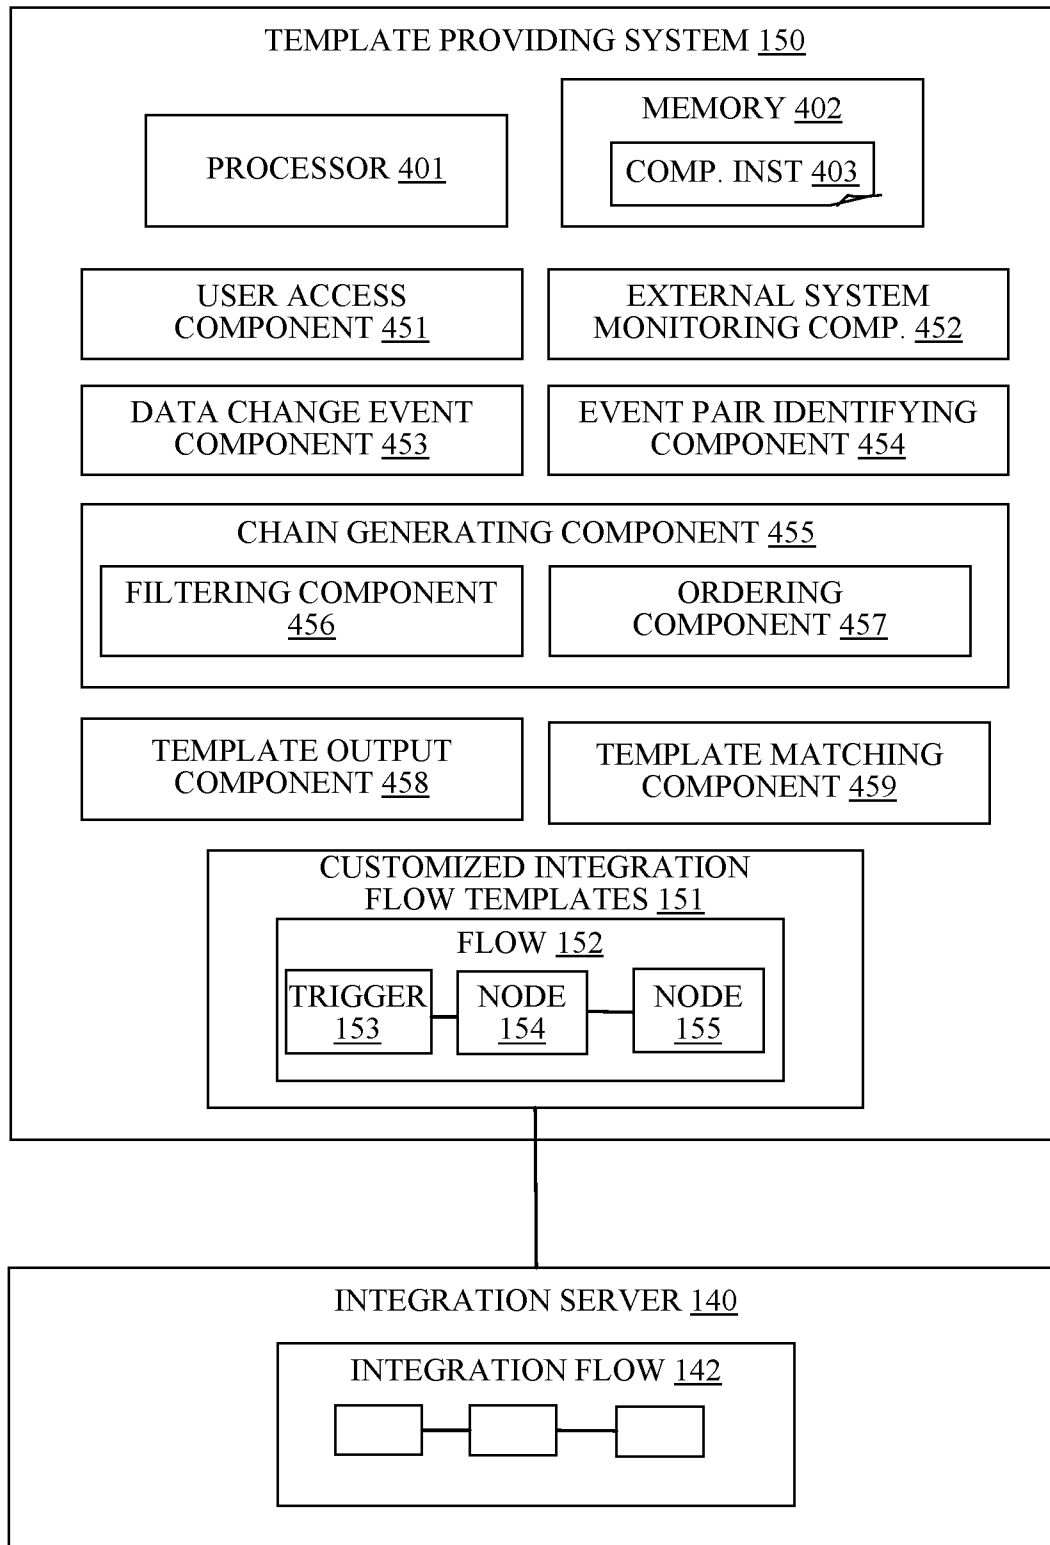 TEMPLATE PROVIDING SYSTEM 150
PROCESSOR 401
MEMORY 402
COMP. INST 403
USER ACCESS
COMPONENT 451
EXTERNAL SYSTEM
MONITORING COMP. 452
DATA CHANGE EVENT
COMPONENT 453
EVENT PAIR IDENTIFYING
COMPONENT 454
CHAIN GENERATING COMPONENT 455
FILTERING COMPONENT
456
ORDERING
COMPONENT 457
TEMPLATE OUTPUT
COMPONENT 458
TEMPLATE MATCHING
COMPONENT 459
CUSTOMIZED INTEGRATION
FLOW TEMPLATES 151
FLOW 152
TRIGGER
153
NODE
154
NODE
155
INTEGRATION SERVER 140
INTEGRATION FLOW 142